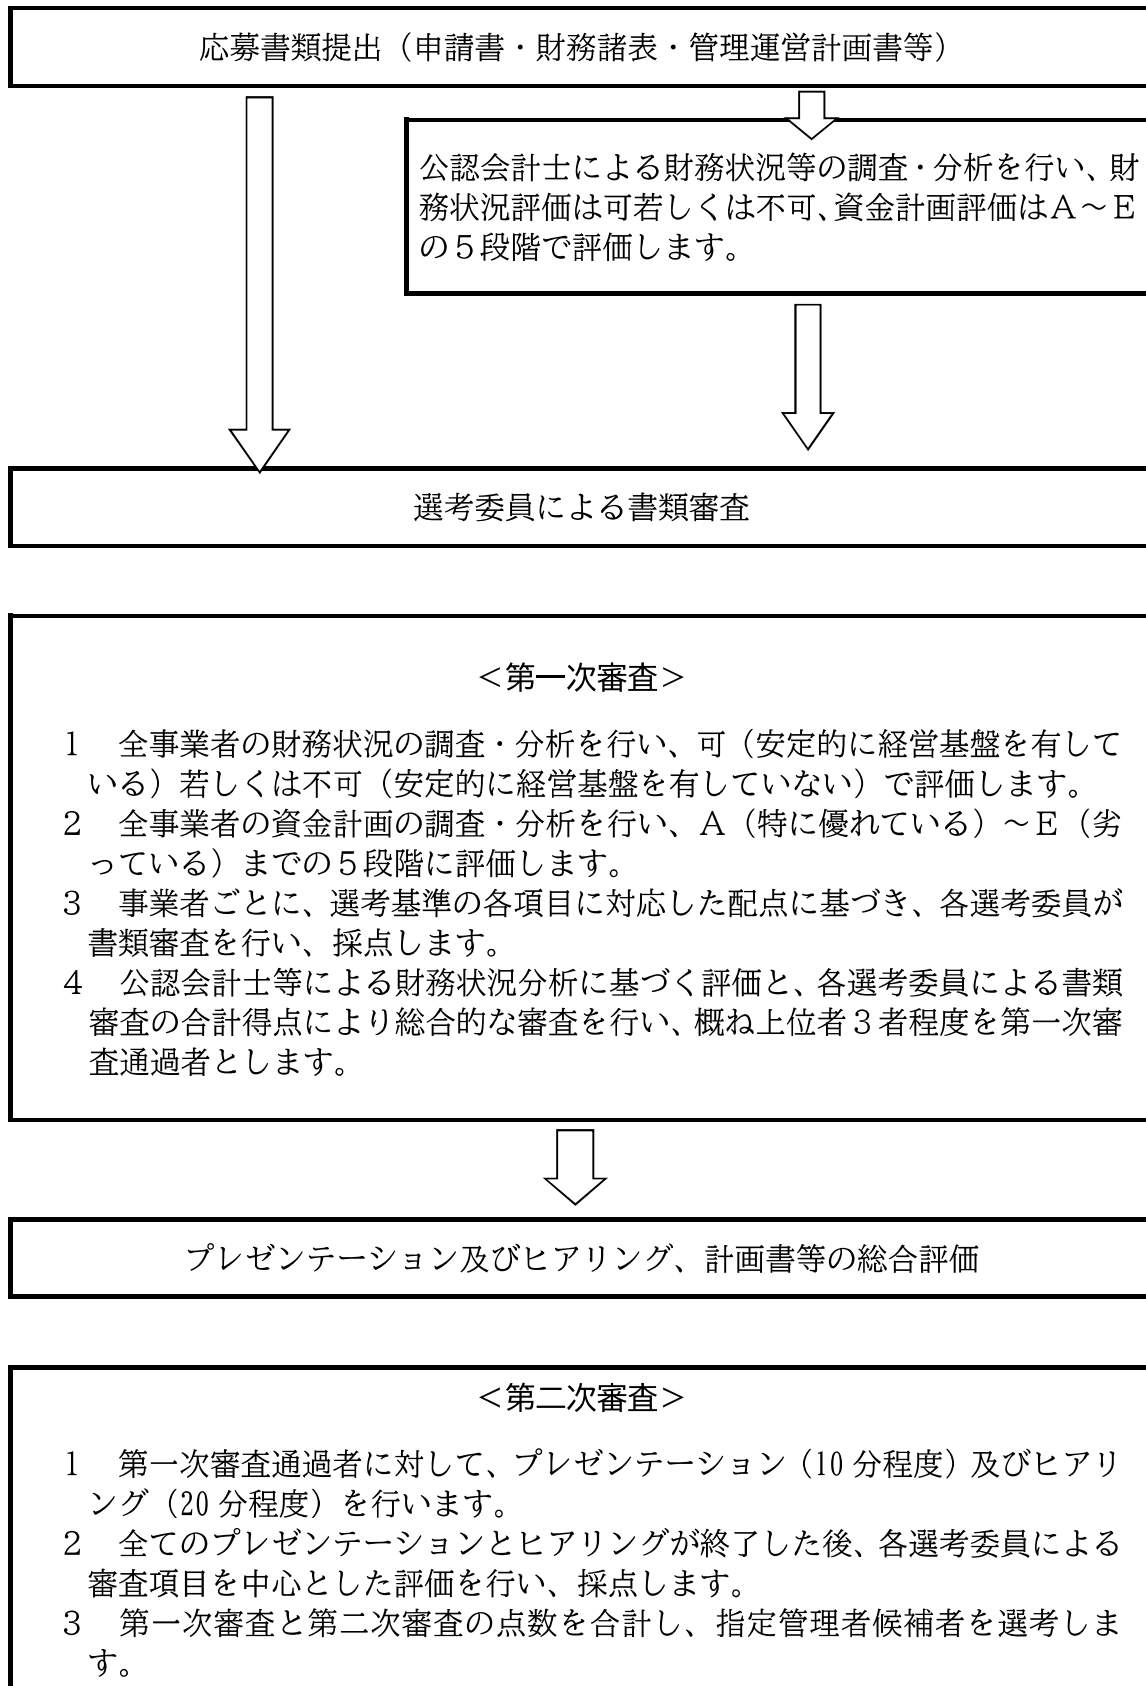 応募書類提出（申請書・財務諸表・管理運営計画書等）
公認会計士による財務状況等の調査・分析を行い、財
務状況評価は可若しくは不可、資金計画評価はＡ～Ｅ
の５段階で評価します。
選考委員による書類審査
＜第一次審査＞
１　全事業者の財務状況の調査・分析を行い、可（安定的に経営基盤を有して
いる）若しくは不可（安定的に経営基盤を有していない）で評価します。
２　全事業者の資金計画の調査・分析を行い、Ａ（特に優れている）～Ｅ（劣
っている）までの５段階に評価します。
３　事業者ごとに、選考基準の各項目に対応した配点に基づき、各選考委員が
書類審査を行い、採点します。
４　公認会計士等による財務状況分析に基づく評価と、各選考委員による書類
審査の合計得点により総合的な審査を行い、概ね上位者３者程度を第一次審
査通過者とします。
プレゼンテーション及びヒアリング、計画書等の総合評価
＜第二次審査＞
１　第一次審査通過者に対して、プレゼンテーション（10 分程度）及びヒアリ
ング（20 分程度）を行います。
２　全てのプレゼンテーションとヒアリングが終了した後、各選考委員による
審査項目を中心とした評価を行い、採点します。
３　第一次審査と第二次審査の点数を合計し、指定管理者候補者を選考しま
す。